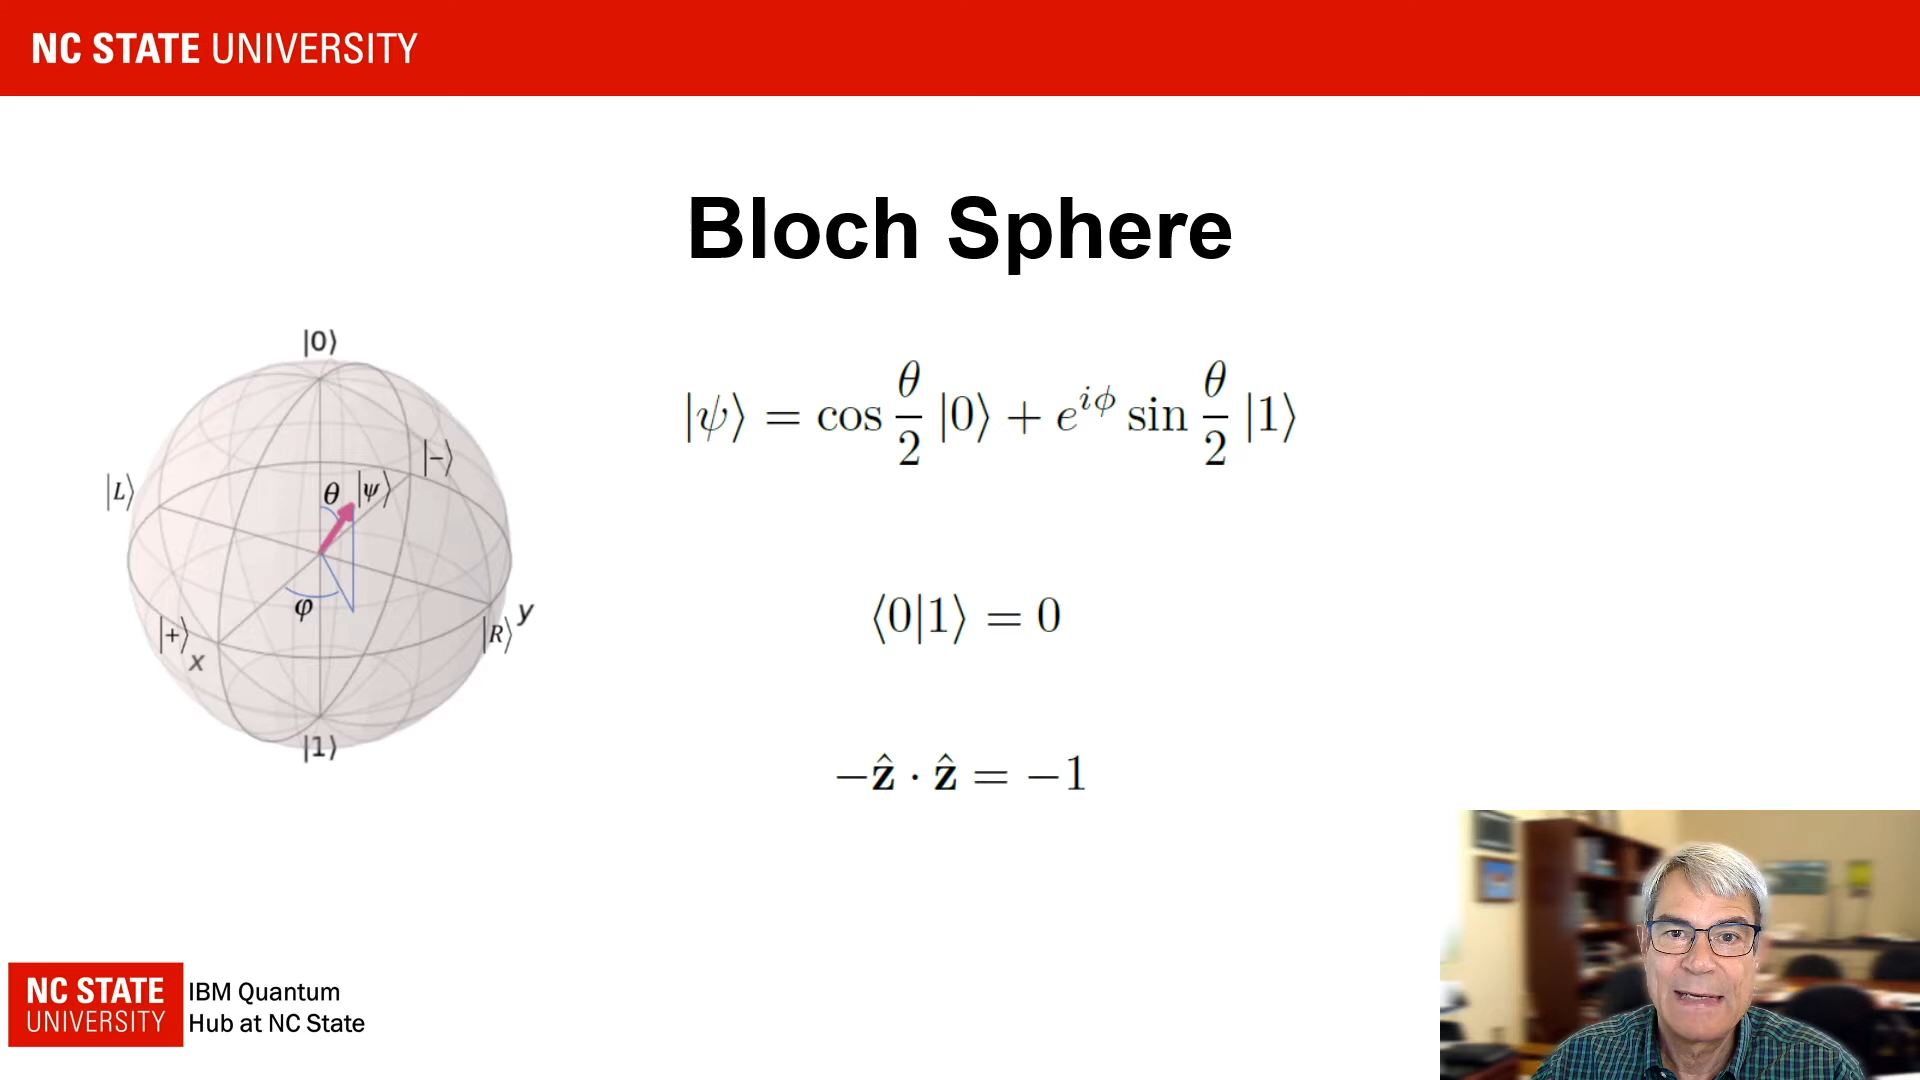 NC STATE UNIVERSITY
Bloch Sphere
|0⟩
|−⟩
|L⟩
θ |ψ⟩
φ
|+⟩
x
|R⟩
y
|1⟩
|ψ⟩ = cos θ/2 |0⟩ + e^{iϕ} sin θ/2 |1⟩
⟨0|1⟩ = 0
−ẑ · ẑ = −1
NC STATE
UNIVERSITY
IBM Quantum
Hub at NC State